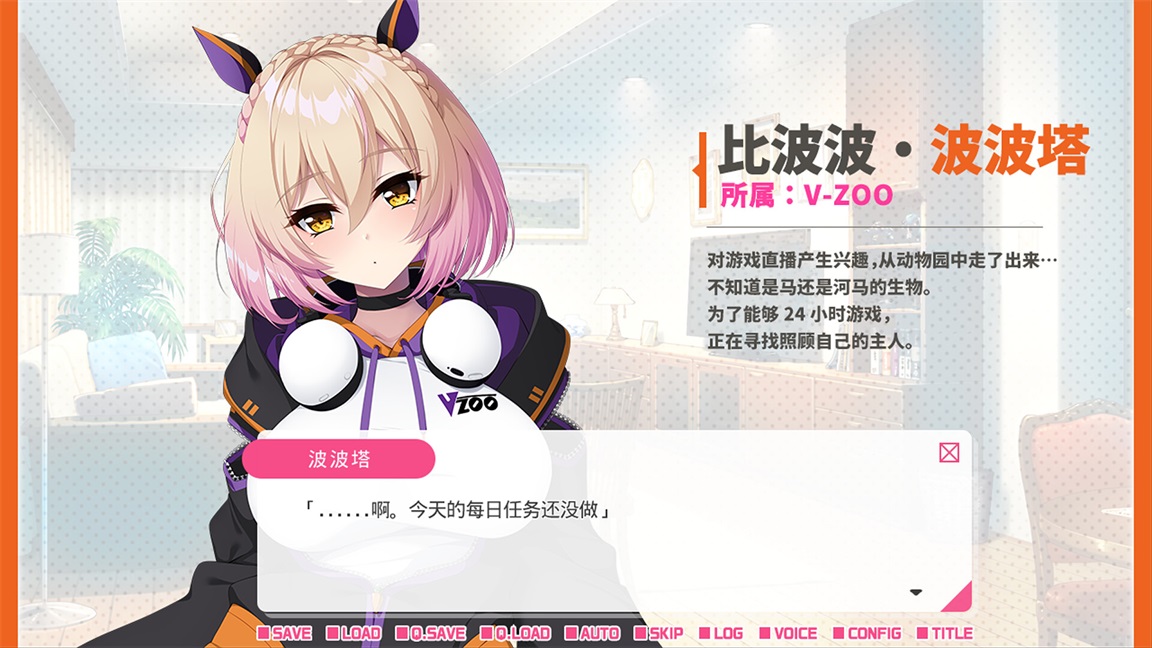 比波波・波波塔
所属：V-ZOO
对游戏直播产生兴趣,从动物园中走了出来…
不知道是马还是河马的生物。
为了能够 24 小时游戏，
正在寻找照顾自己的主人。
VZOO
波波塔
「......啊。今天的每日任务还没做」
SAVE LOAD Q.SAVE Q.LOAD AUTO SKIP LOG VOICE CONFIG TITLE